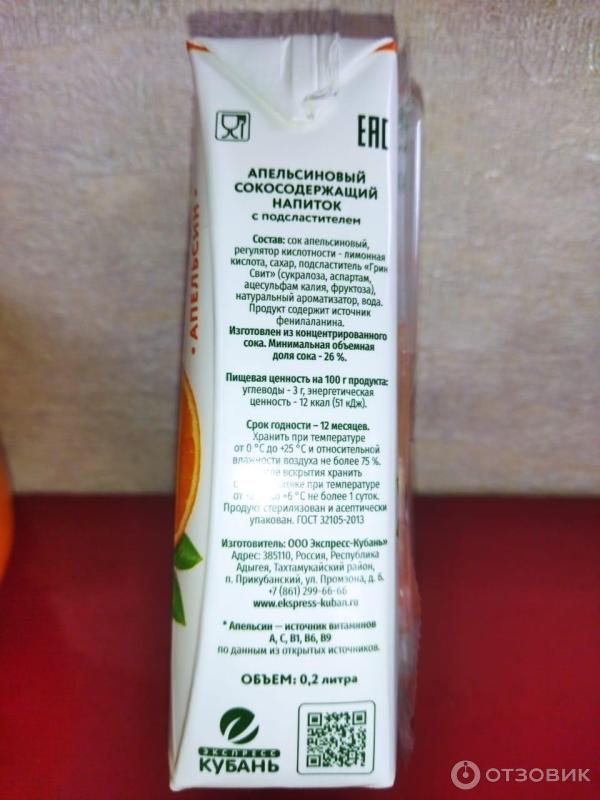 ЕАС
• АПЕЛЬСИН •
АПЕЛЬСИНОВЫЙ
СОКОСОДЕРЖАЩИЙ
НАПИТОК
с подсластителем
Состав: сок апельсиновый,
регулятор кислотности - лимонная
кислота, сахар, подсластитель «Грин
Свит» (сукралоза, аспартам,
ацесульфам калия, фруктоза),
натуральный ароматизатор, вода.
Продукт содержит источник
фенилаланина.
Изготовлен из концентрированного
сока. Минимальная объемная
доля сока - 26 %.
Пищевая ценность на 100 г продукта:
углеводы - 3 г, энергетическая
ценность - 12 ккал (51 кДж).
Срок годности – 12 месяцев.
Хранить при температуре
от 0 °С до +25 °С и относительной
влажности воздуха не более 75 %.
вскрытия хранить
при температуре
от до +6 °С не более 1 суток.
Продукт стерилизован и асептически
упакован. ГОСТ 32105-2013
Изготовитель: ООО Экспресс-Кубань»
Адрес: 385110, Россия, Республика
Адыгея, Тахтамукайский район,
п. Прикубанский, ул. Промзона, д. 6.
+7 (861) 299-66-66
www.ekspress-kuban.ru
* Апельсин — источник витаминов
А, С, В1, В6, В9
по данным из открытых источников.
ОБЪЕМ: 0,2 литра
ЭКСПРЕСС
КУБАНЬ
ОТЗОВИК